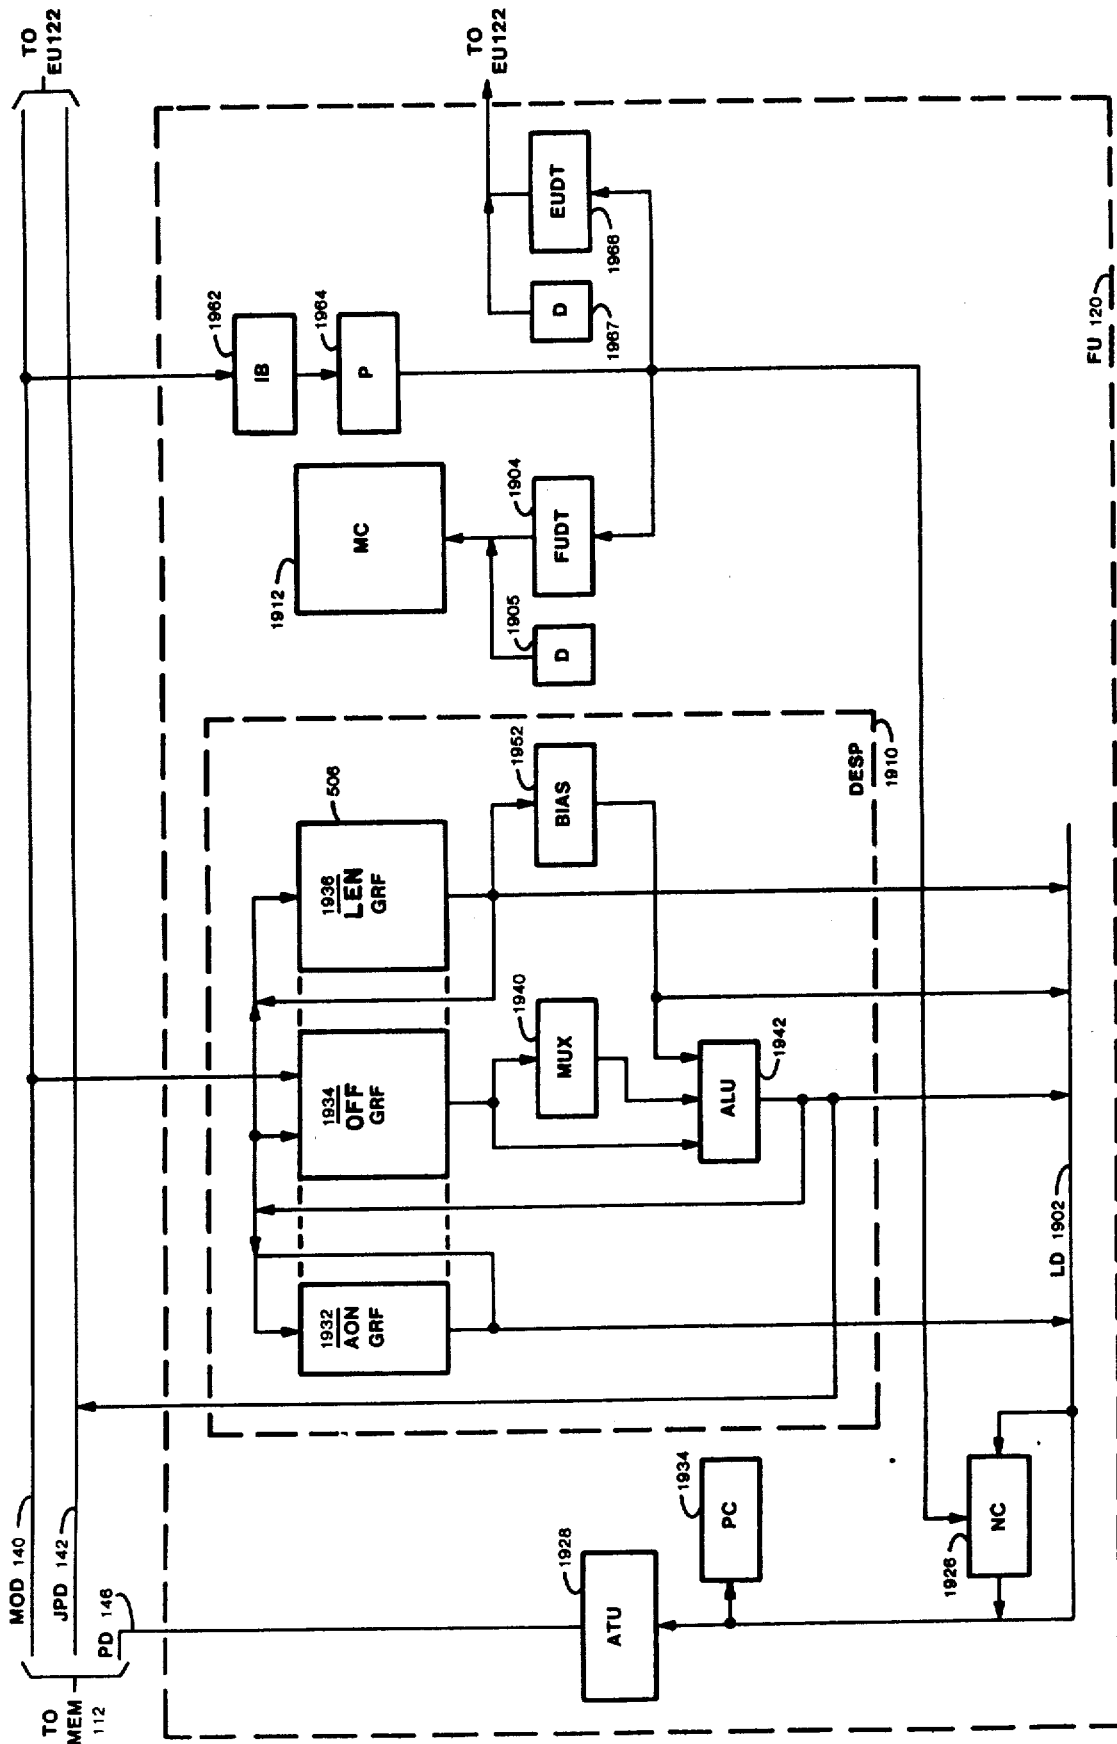 TO
EU122
MOD 140
JPD 142
PD 146
TO
MEM
112
TO
EU122
1962
IB
1964
P
EUDT
D
1967
1912
MC
1904
FUDT
1905
D
506
1936
LEN
GRF
1934
OFF
GRF
1932
AON
GRF
1952
BIAS
1940
MUX
1942
ALU
DESP
1910
1928
ATU
1934
PC
1926
NC
LD 1902
FU 120